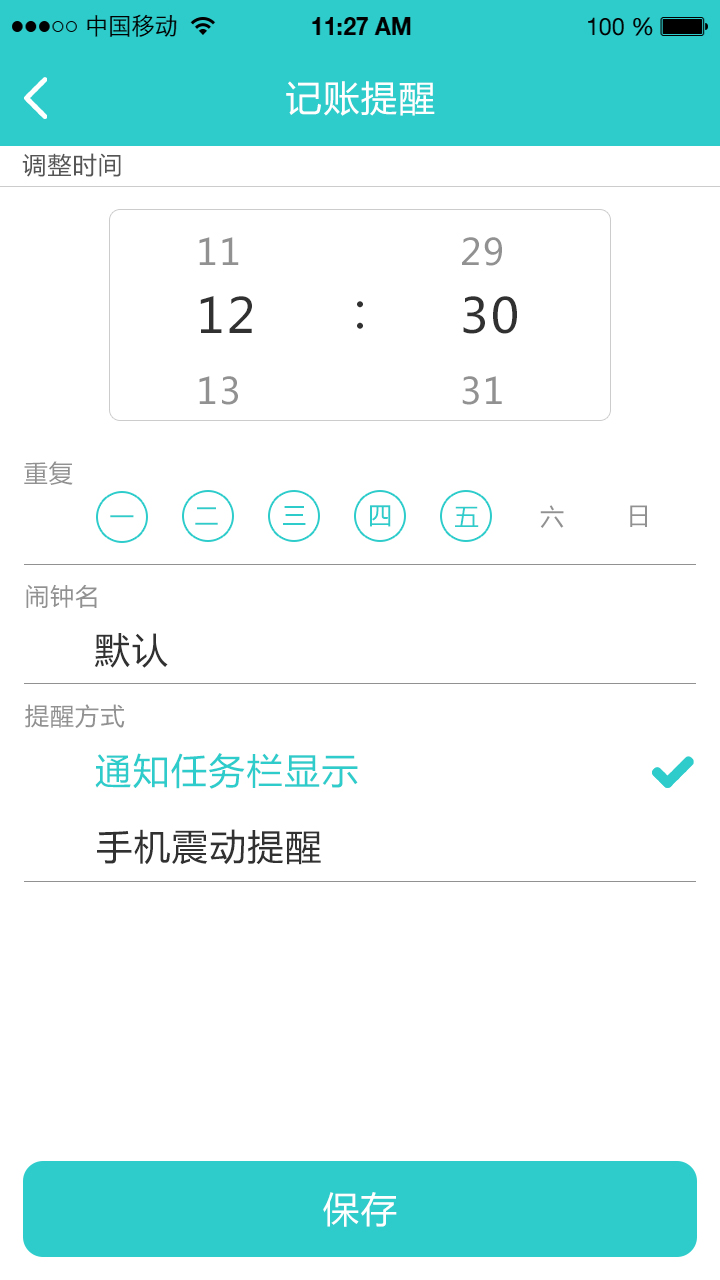 中国移动 11:27 AM 100 %
记账提醒
调整时间
11 29
12 : 30
13 31
重复
一 二 三 四 五 六 日
闹钟名
默认
提醒方式
通知任务栏显示
手机震动提醒
保存